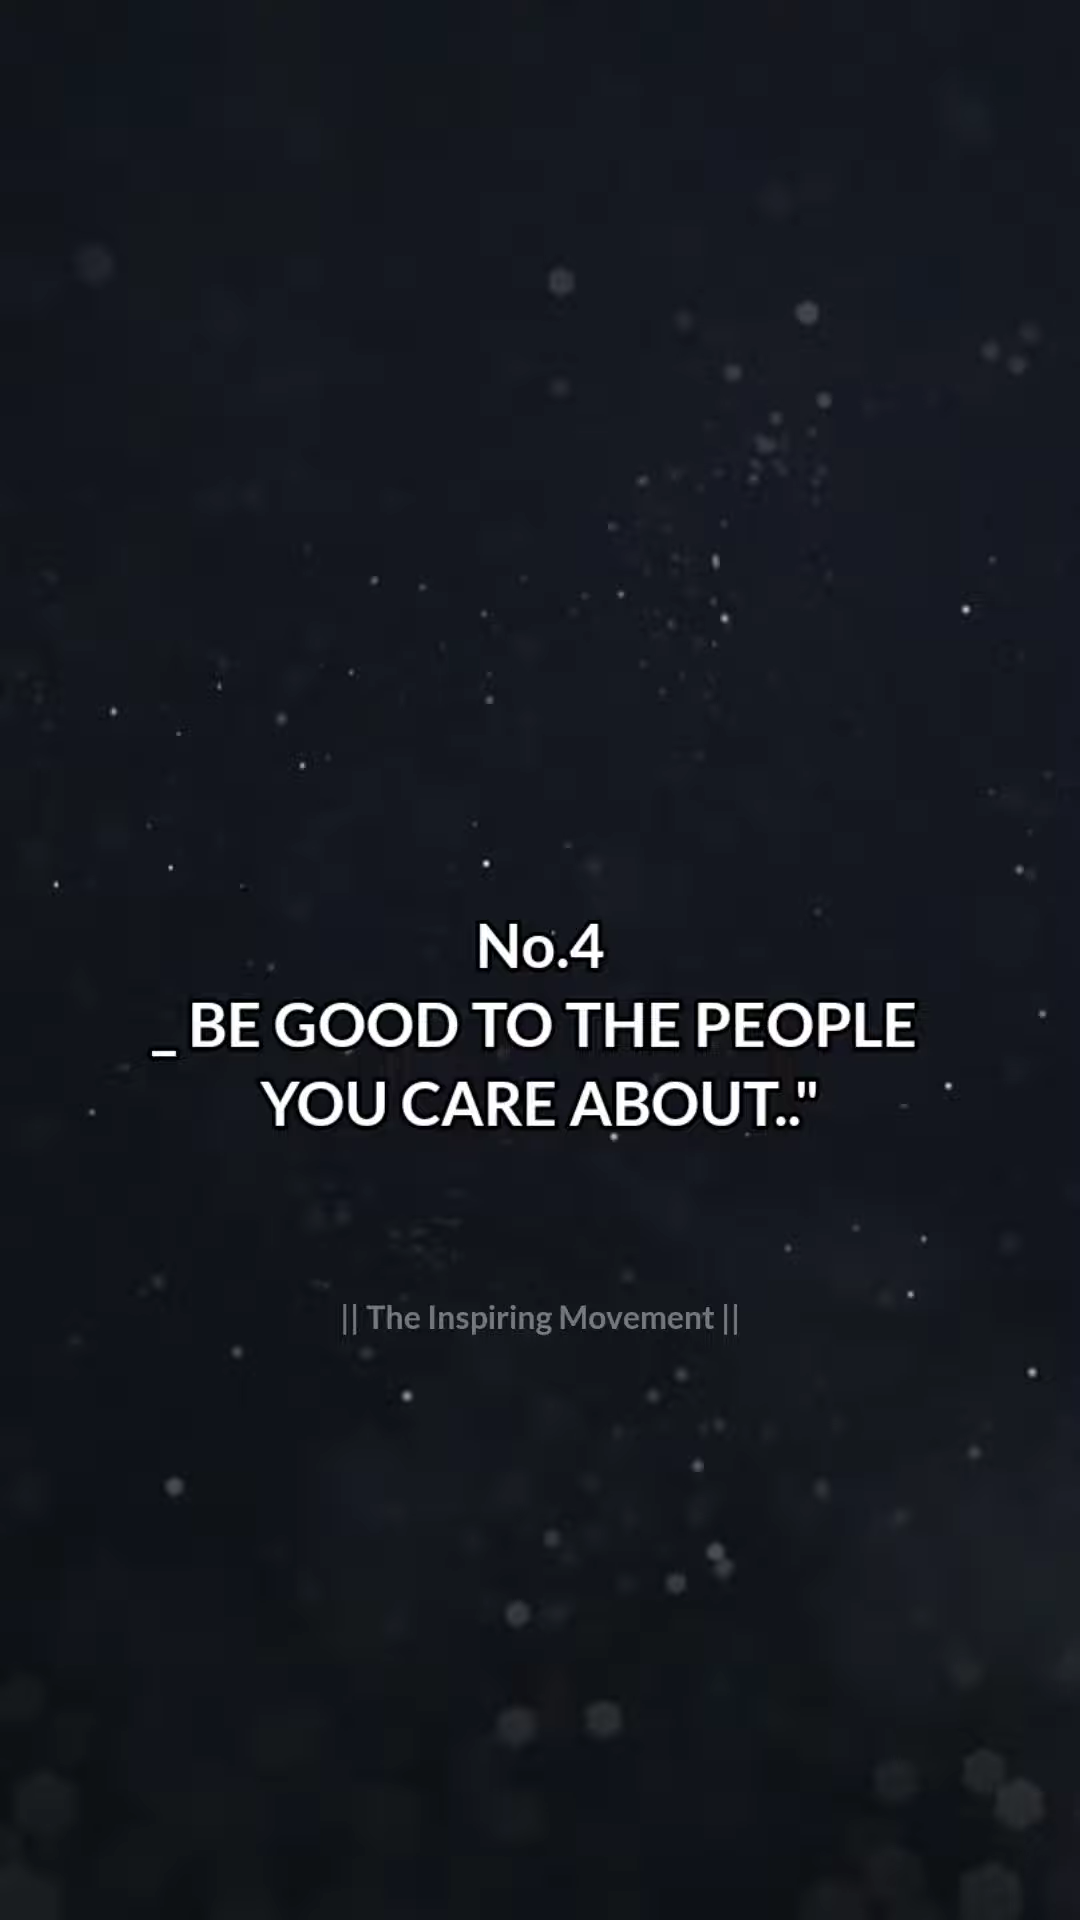 No.4
_ BE GOOD TO THE PEOPLE
YOU CARE ABOUT.."
|| The Inspiring Movement ||